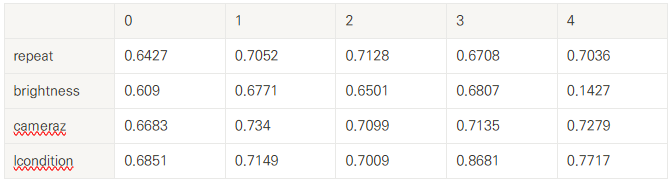 0 1 2 3 4
repeat 0.6427 0.7052 0.7128 0.6708 0.7036
brightness 0.609 0.6771 0.6501 0.6807 0.1427
cameraz 0.6683 0.734 0.7099 0.7135 0.7279
lcondition 0.6851 0.7149 0.7009 0.8681 0.7717